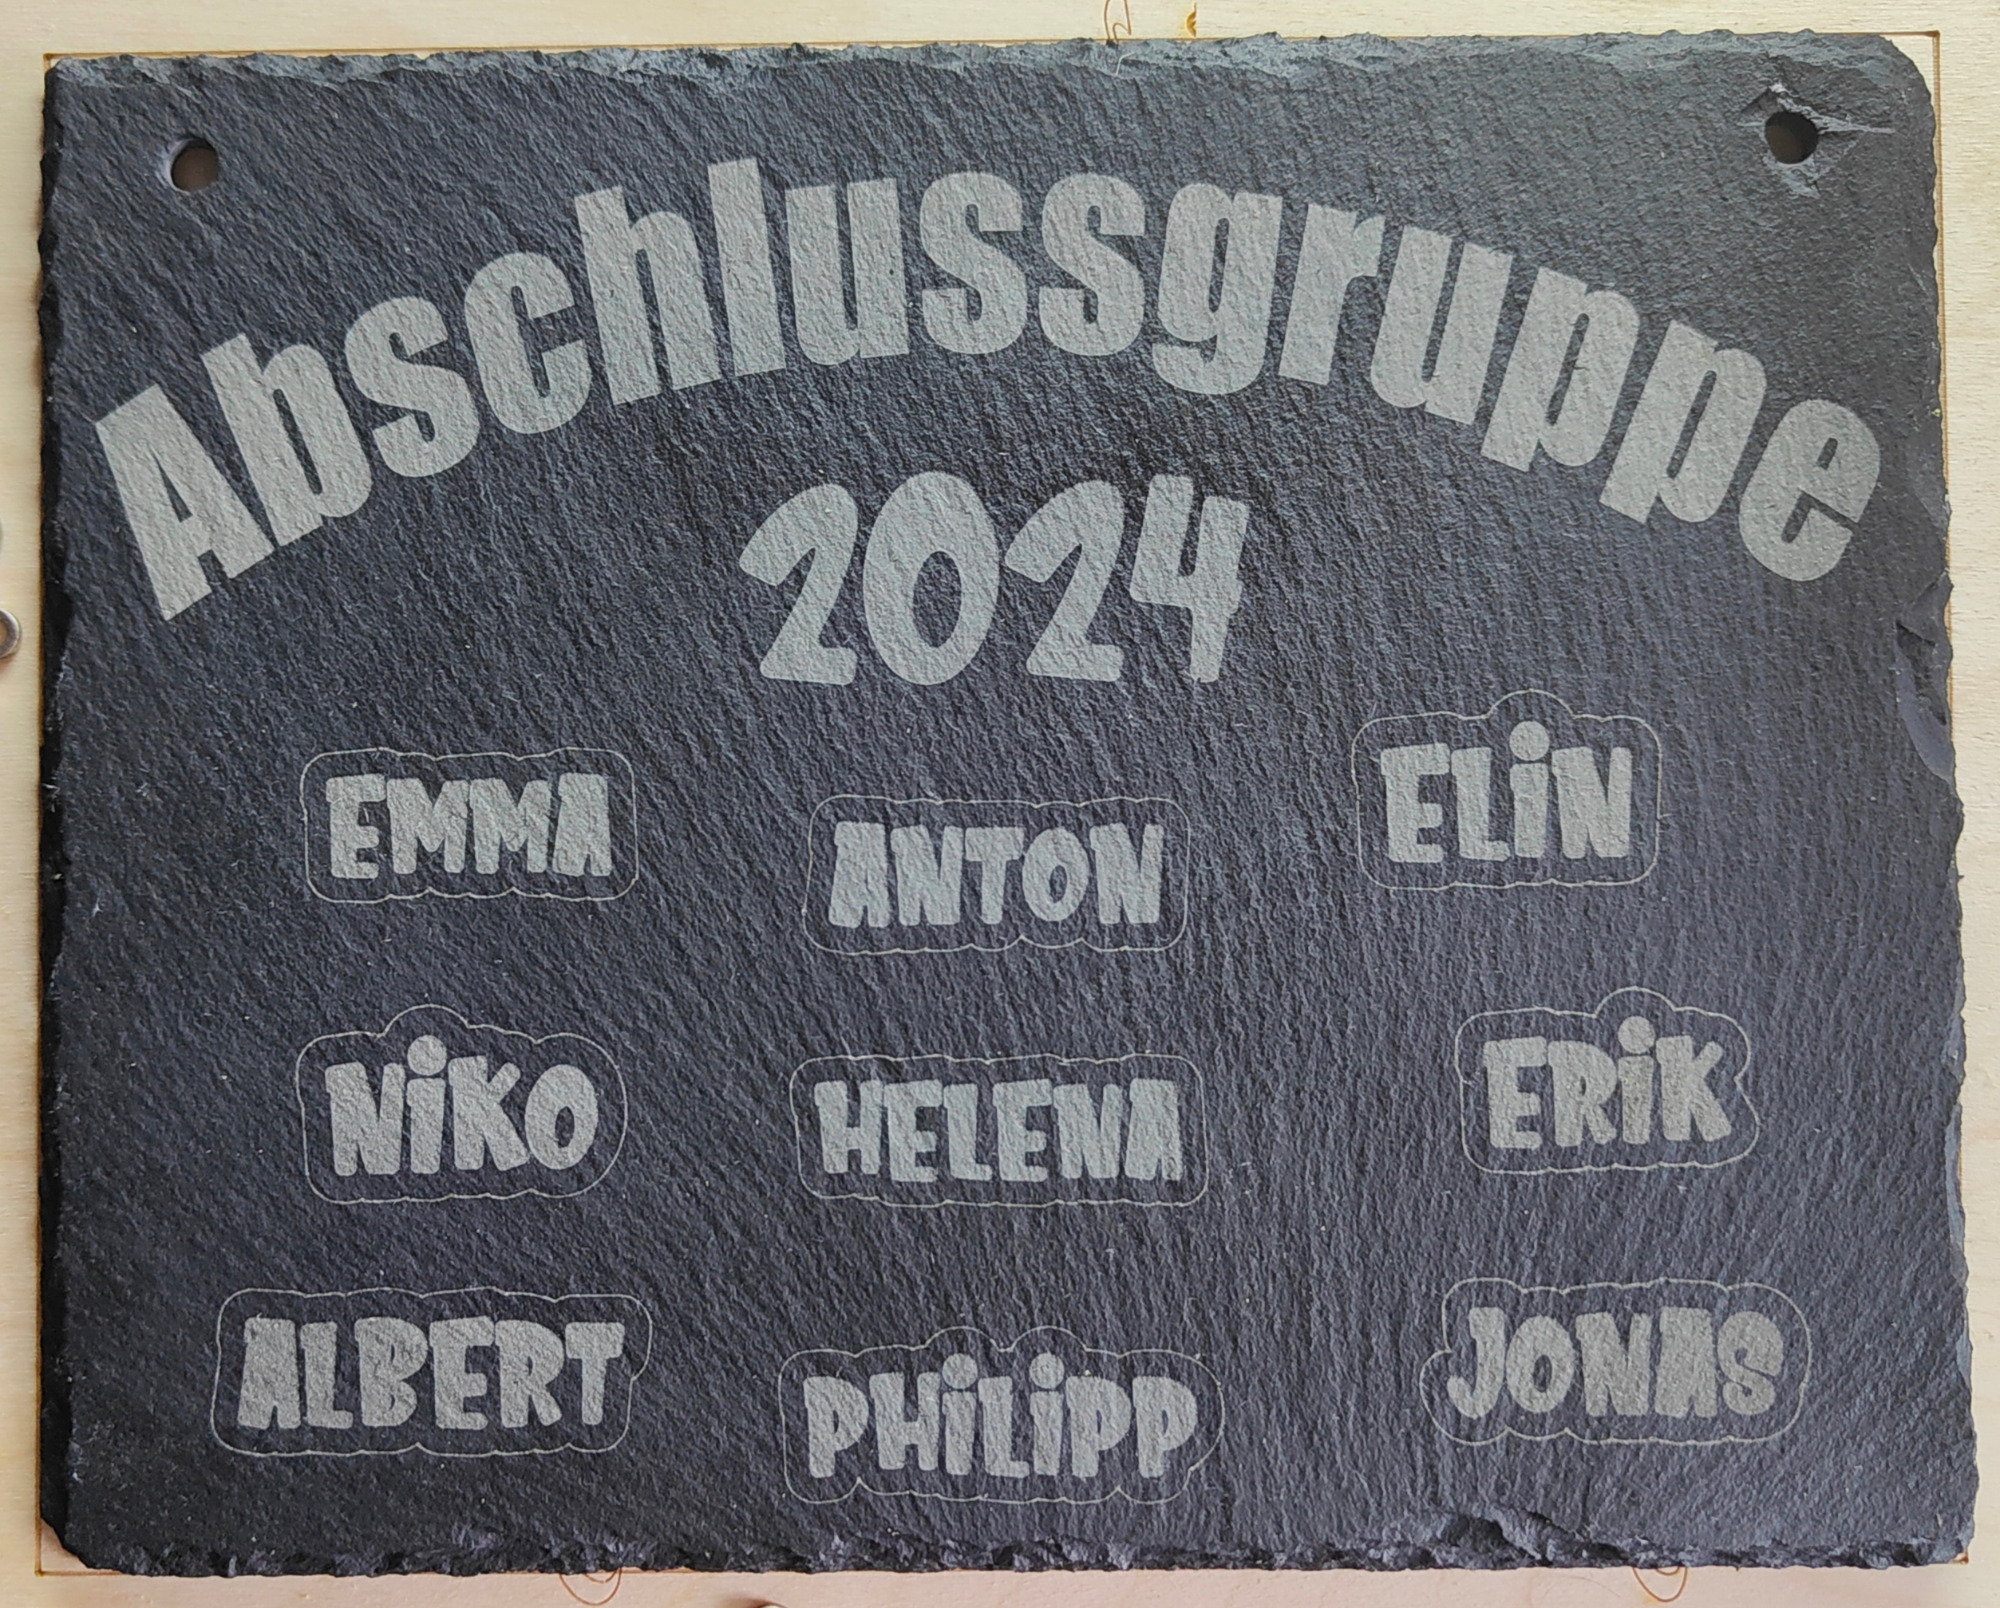 Abschlussgruppe
2024
EMMA ANTON ELiN
NiKO HELENA ERiK
ALBERT PHiLiPP JONAS